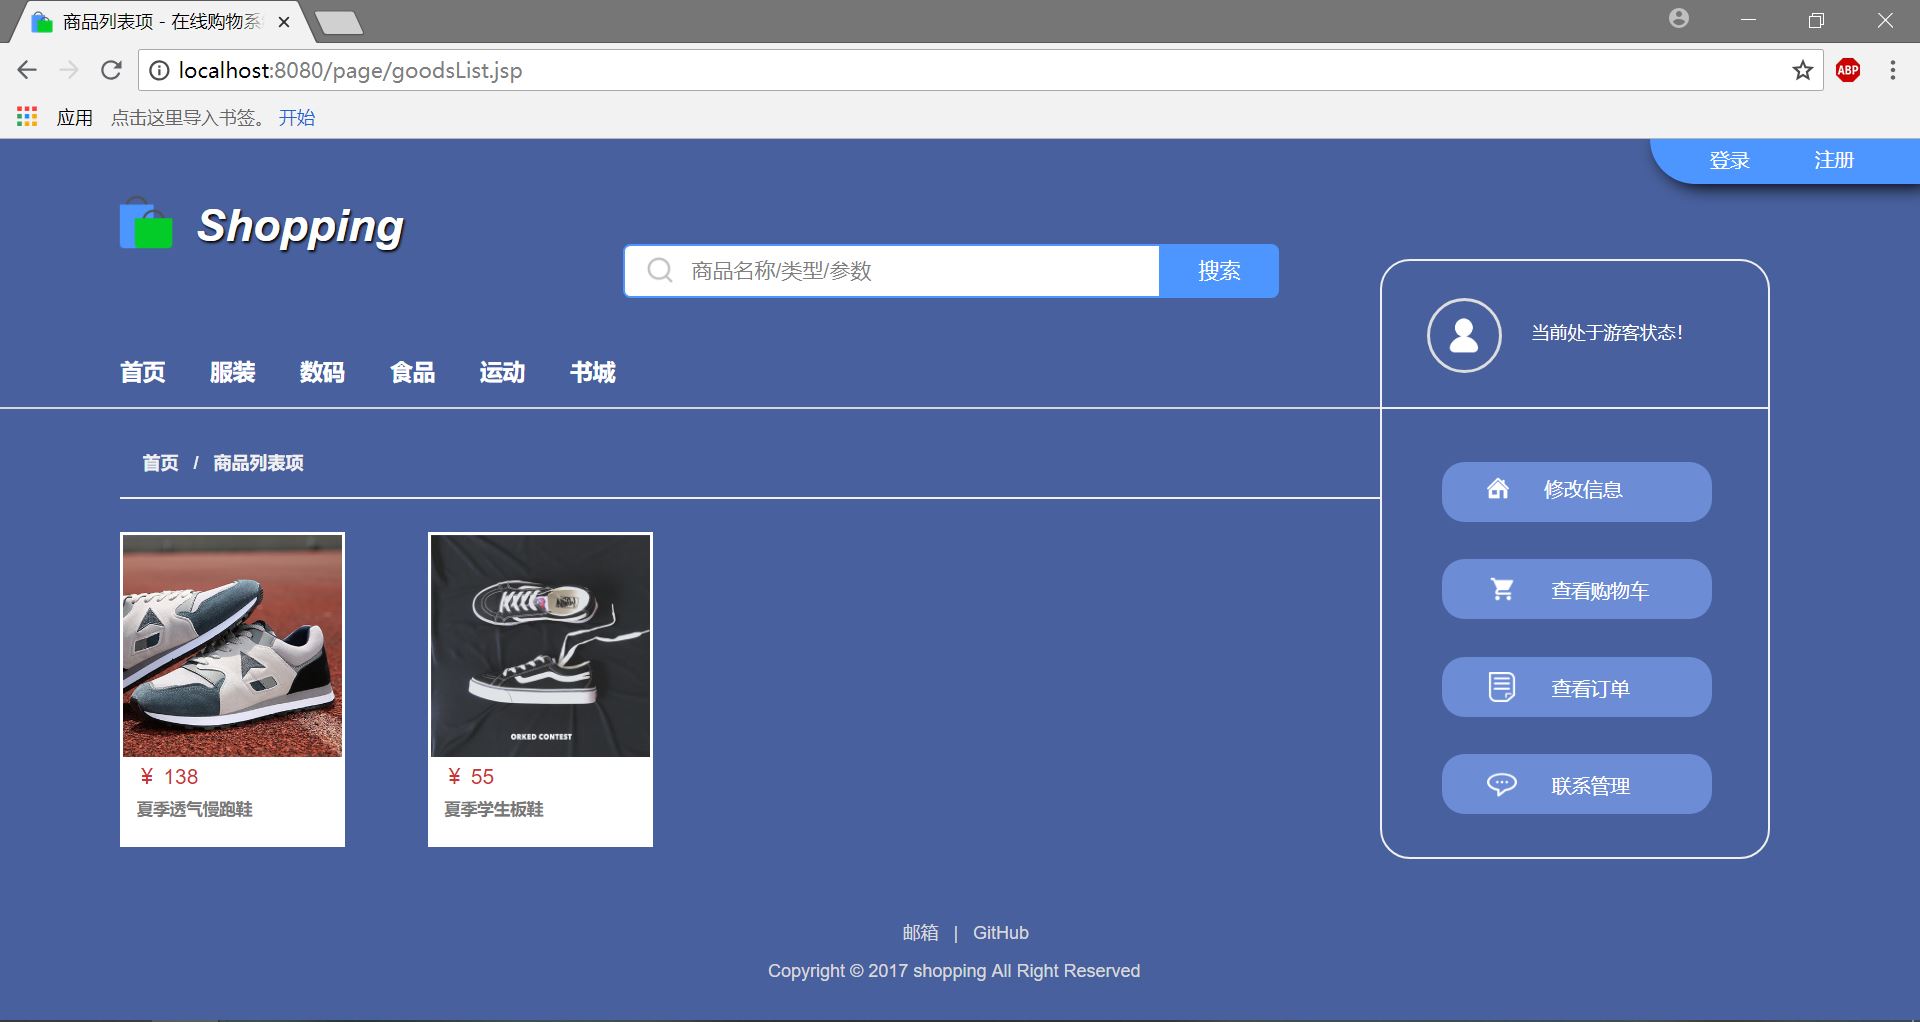 商品列表项 - 在线购物系
localhost:8080/page/goodsList.jsp
ABP
应用 点击这里导入书签。 开始
登录 注册
Shopping
商品名称/类型/参数 搜索
当前处于游客状态!
首页 服装 数码 食品 运动 书城
首页 / 商品列表项
修改信息
查看购物车
查看订单
联系管理
ORKED CONTEST
¥ 138
夏季透气慢跑鞋
¥ 55
夏季学生板鞋
邮箱 | GitHub
Copyright © 2017 shopping All Right Reserved